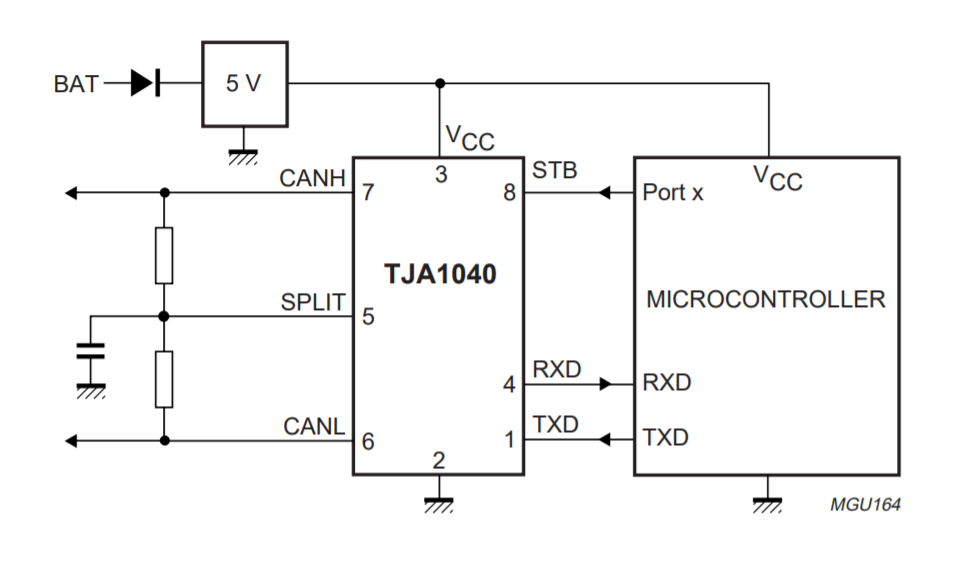 BAT
5 V
VCC
CANH
7
3
8
STB
Port x
VCC
TJA1040
MICROCONTROLLER
SPLIT
5
4
RXD
RXD
CANL
6
1
TXD
TXD
2
MGU164